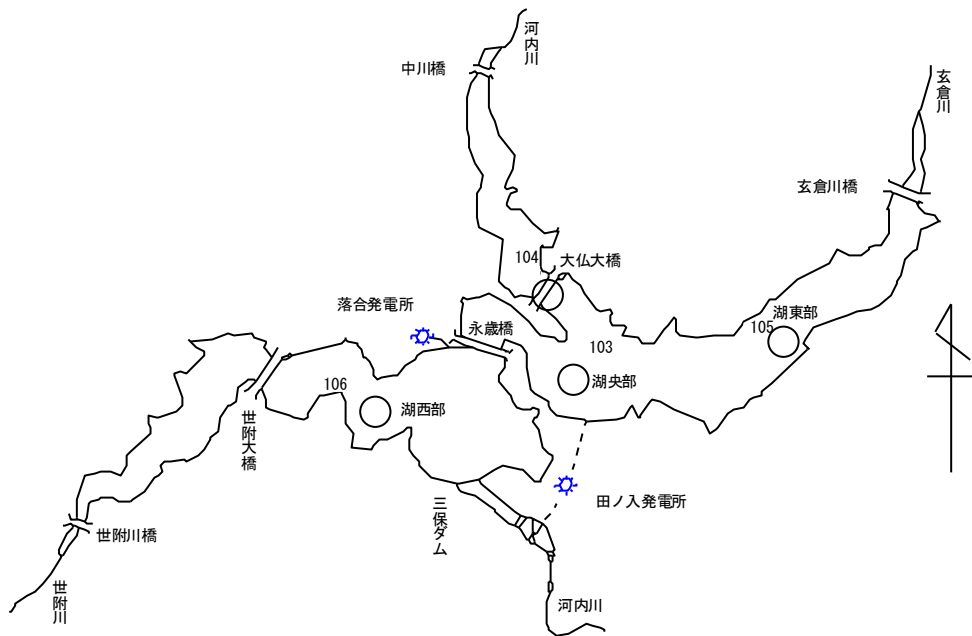 河内川
中川橋
玄倉川
玄倉川橋
104
大仏大橋
落合発電所
永歳橋
湖東部
105
103
湖央部
106
湖西部
世附大橋
三保ダム
田ノ入発電所
世附川橋
世附川
河内川